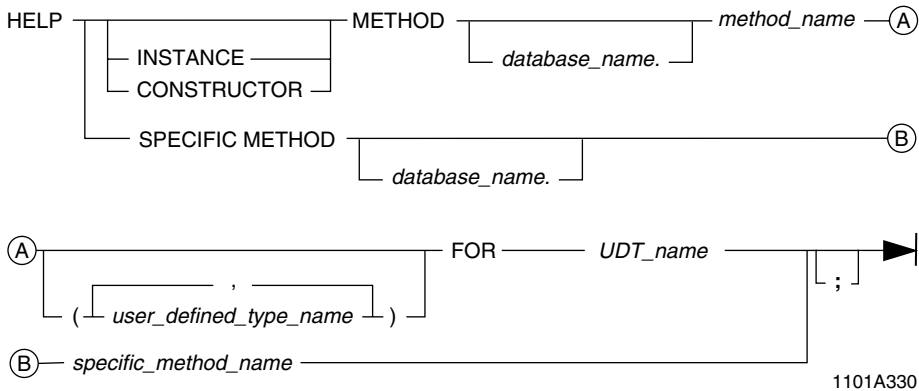 HELP METHOD method_name A
INSTANCE database_name.
CONSTRUCTOR
SPECIFIC METHOD B
database_name.
A FOR UDT_name
, ;
( user_defined_type_name )
B specific_method_name
1101A330